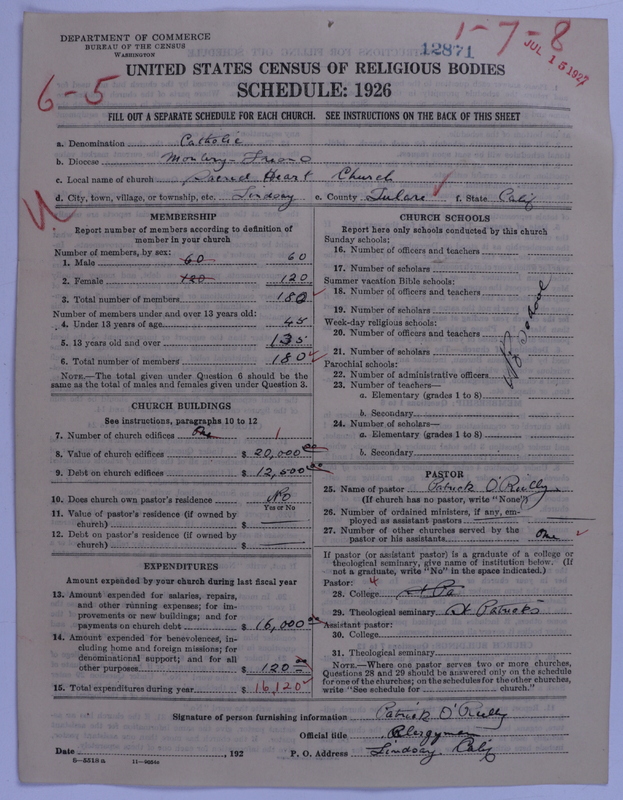 DEPARTMENT OF COMMERCE
BUREAU OF THE CENSUS
WASHINGTON
12871
1-7-8
JUL 15 1927
6-5
UNITED STATES CENSUS OF RELIGIOUS BODIES
SCHEDULE: 1926
FILL OUT A SEPARATE SCHEDULE FOR EACH CHURCH. SEE INSTRUCTIONS ON THE BACK OF THIS SHEET
a. Denomination Catholic
b. Diocese Monterey-Fresno
c. Local name of church Sacred Heart Church
d. City, town, village, or township, etc. Lindsay e. County Tulare f. State Calif
MEMBERSHIP
Report number of members according to definition of
member in your church
Number of members, by sex:
1. Male 60 60
2. Female 120 120
3. Total number of members 180
Number of members under and over 13 years old:
4. Under 13 years of age 45
5. 13 years old and over 135
6. Total number of members 180
NOTE.—The total given under Question 6 should be the
same as the total of males and females given under Question 3.
CHURCH BUILDINGS
See instructions, paragraphs 10 to 12
7. Number of church edifices One 1
8. Value of church edifices $ 20,000 00
9. Debt on church edifices $ 12,500 00
10. Does church own pastor's residence No
Yes or No
11. Value of pastor's residence (if owned by
church) $
12. Debt on pastor's residence (if owned by
church) $
EXPENDITURES
Amount expended by your church during last fiscal year
13. Amount expended for salaries, repairs,
and other running expenses; for im-
provements or new buildings; and for
payments on church debt $ 16,000 00
14. Amount expended for benevolences, in-
cluding home and foreign missions; for
denominational support; and for all
other purposes $ 120 00
15. Total expenditures during year $ 16,120
CHURCH SCHOOLS
Report here only schools conducted by this church
Sunday schools:
16. Number of officers and teachers
17. Number of scholars
Summer vacation Bible schools:
18. Number of officers and teachers
19. Number of scholars
Week-day religious schools:
20. Number of officers and teachers
21. Number of scholars
Parochial schools:
22. Number of administrative officers
23. Number of teachers—
a. Elementary (grades 1 to 8)
b. Secondary
24. Number of scholars—
a. Elementary (grades 1 to 8)
b. Secondary
No School
PASTOR
25. Name of pastor Patrick O'Reilly
(If church has no pastor, write "None")
26. Number of ordained ministers, if any, em-
ployed as assistant pastors
27. Number of other churches served by the
pastor or his assistants One
If pastor (or assistant pastor) is a graduate of a college or
theological seminary, give name of institution below. (If
not a graduate, write "No" in the space indicated.)
Pastor: 4
28. College
29. Theological seminary St Patricks
Assistant pastor:
30. College
31. Theological seminary
NOTE.—Where one pastor serves two or more churches,
Questions 28 and 29 should be answered only on the schedule
for one of the churches; on the schedules for the other churches,
write "See schedule for church."
Signature of person furnishing information Patrick O'Reilly
Official title Clergyman
Date , 192 P. O. Address Lindsay Calif